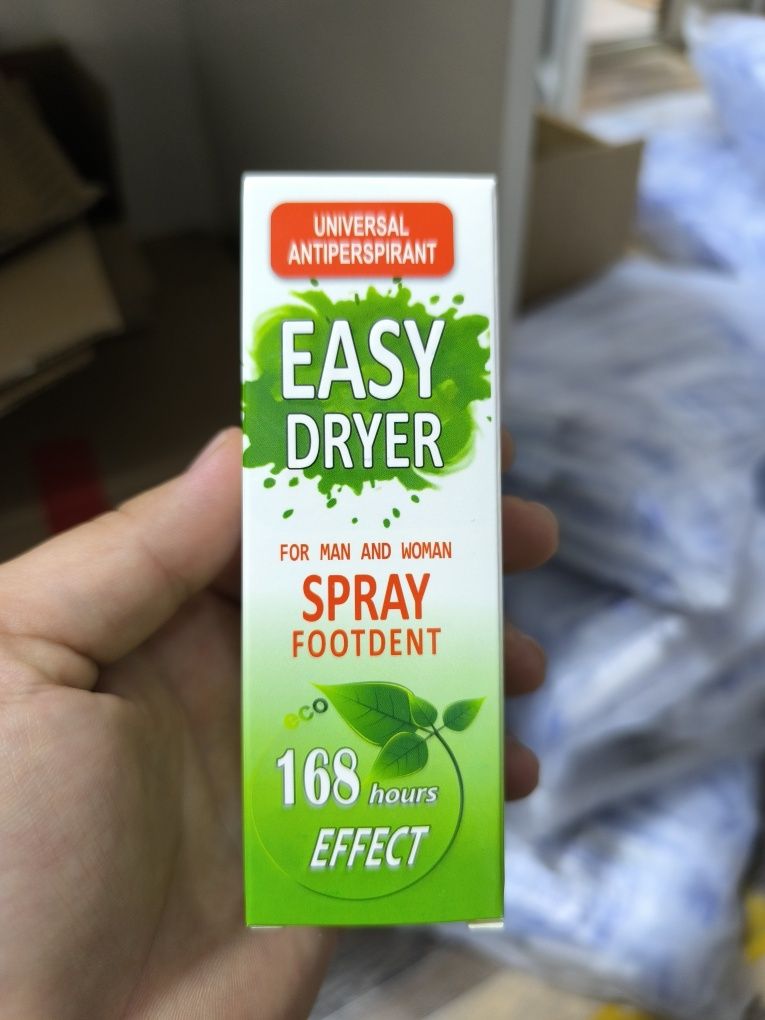 UNIVERSAL
ANTIPERSPIRANT
EASY
DRYER
FOR MAN AND WOMAN
SPRAY
FOOTDENT
eco
168 hours
EFFECT